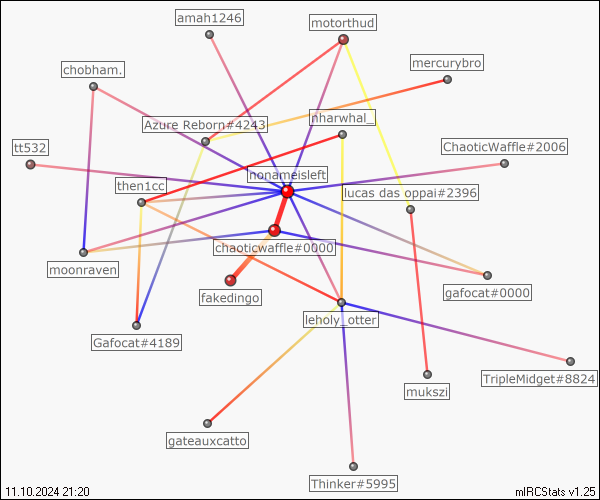 amah1246
motorthud
mercurybro
chobham.
Azure Reborn#4243
nharwhal_
tt532
ChaoticWaffle#2006
nonameisleft
then1cc
lucas das oppai#2396
chaoticwaffle#0000
moonraven
fakedingo
gafocat#0000
leholy_otter
Gafocat#4189
TripleMidget#8824
mukszi
gateauxcatto
Thinker#5995
11.10.2024 21:20
mIRCStats v1.25